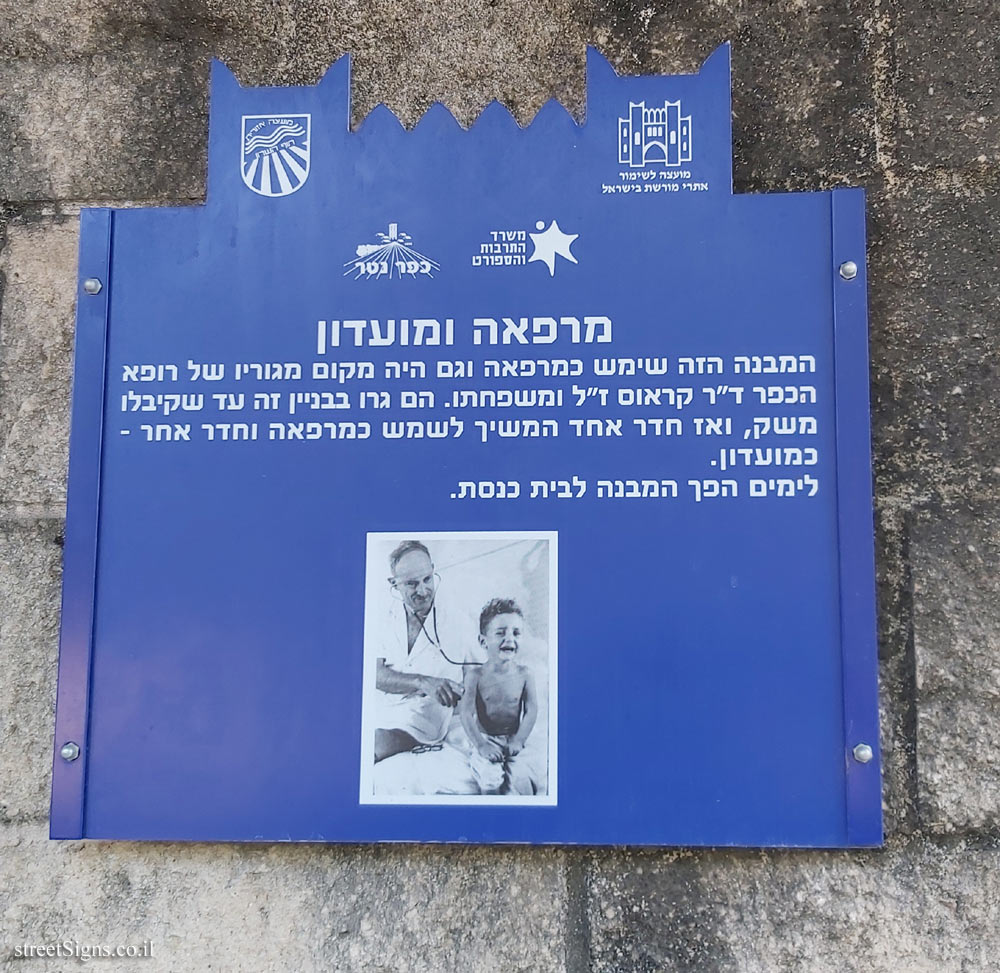 מועצה אזורית
מועצה לשימור
אתרי מורשת בישראל
כפר נטר
משרד
התרבות
והספורט
מרפאה ומועדון
המבנה הזה שימש כמרפאה וגם היה מקום מגוריו של רופא
הכפר ד״ר קראוס ז״ל ומשפחתו. הם גרו בבניין זה עד שקיבלו
משק, ואז חדר אחד המשיך לשמש כמרפאה וחדר אחר -
כמועדון.
לימים הפך המבנה לבית כנסת.
streetSigns.co.il